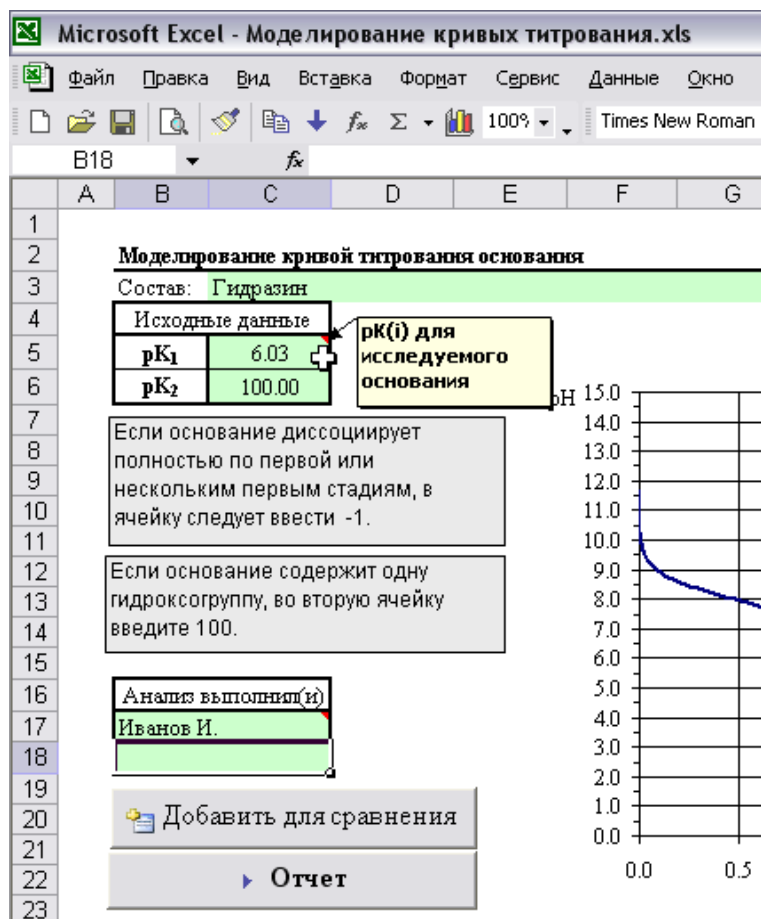 Microsoft Excel - Моделирование кривых титрования.xls
Файл Правка Вид Вставка Формат Сервис Данные Окно
100% Times New Roman
B18 fx
A B C D E F G
1
2 Моделирование кривой титрования основания
3 Состав: Гидразин
4 Исходные данные
5 pK1 6.03
6 pK2 100.00
pK(i) для
исследуемого
основания
7
8
9
10
11
Если основание диссоциирует
полностью по первой или
нескольким первым стадиям, в
ячейку следует ввести -1.
12
13
14
15
Если основание содержит одну
гидроксогруппу, во вторую ячейку
введите 100.
16 Анализ выполнил(и)
17 Иванов И.
18
19
20 Добавить для сравнения
21
22 Отчет
23
pH 15.0
14.0
13.0
12.0
11.0
10.0
9.0
8.0
7.0
6.0
5.0
4.0
3.0
2.0
1.0
0.0
0.0 0.5